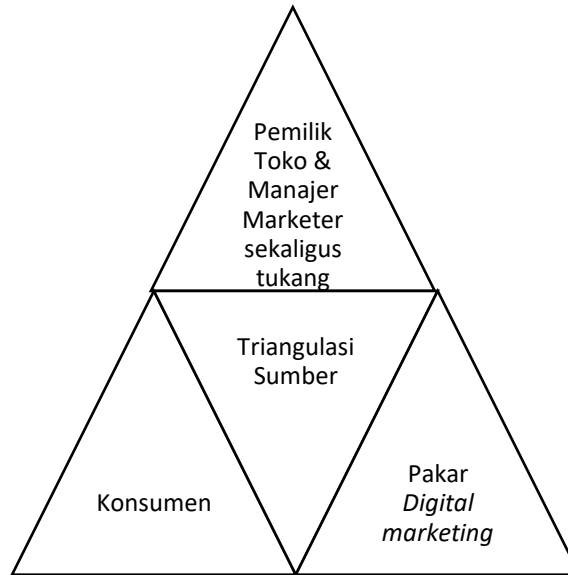 Pemilik
Toko &
Manajer
Marketer
sekaligus
tukang
Triangulasi
Sumber
Konsumen
Pakar
Digital
marketing